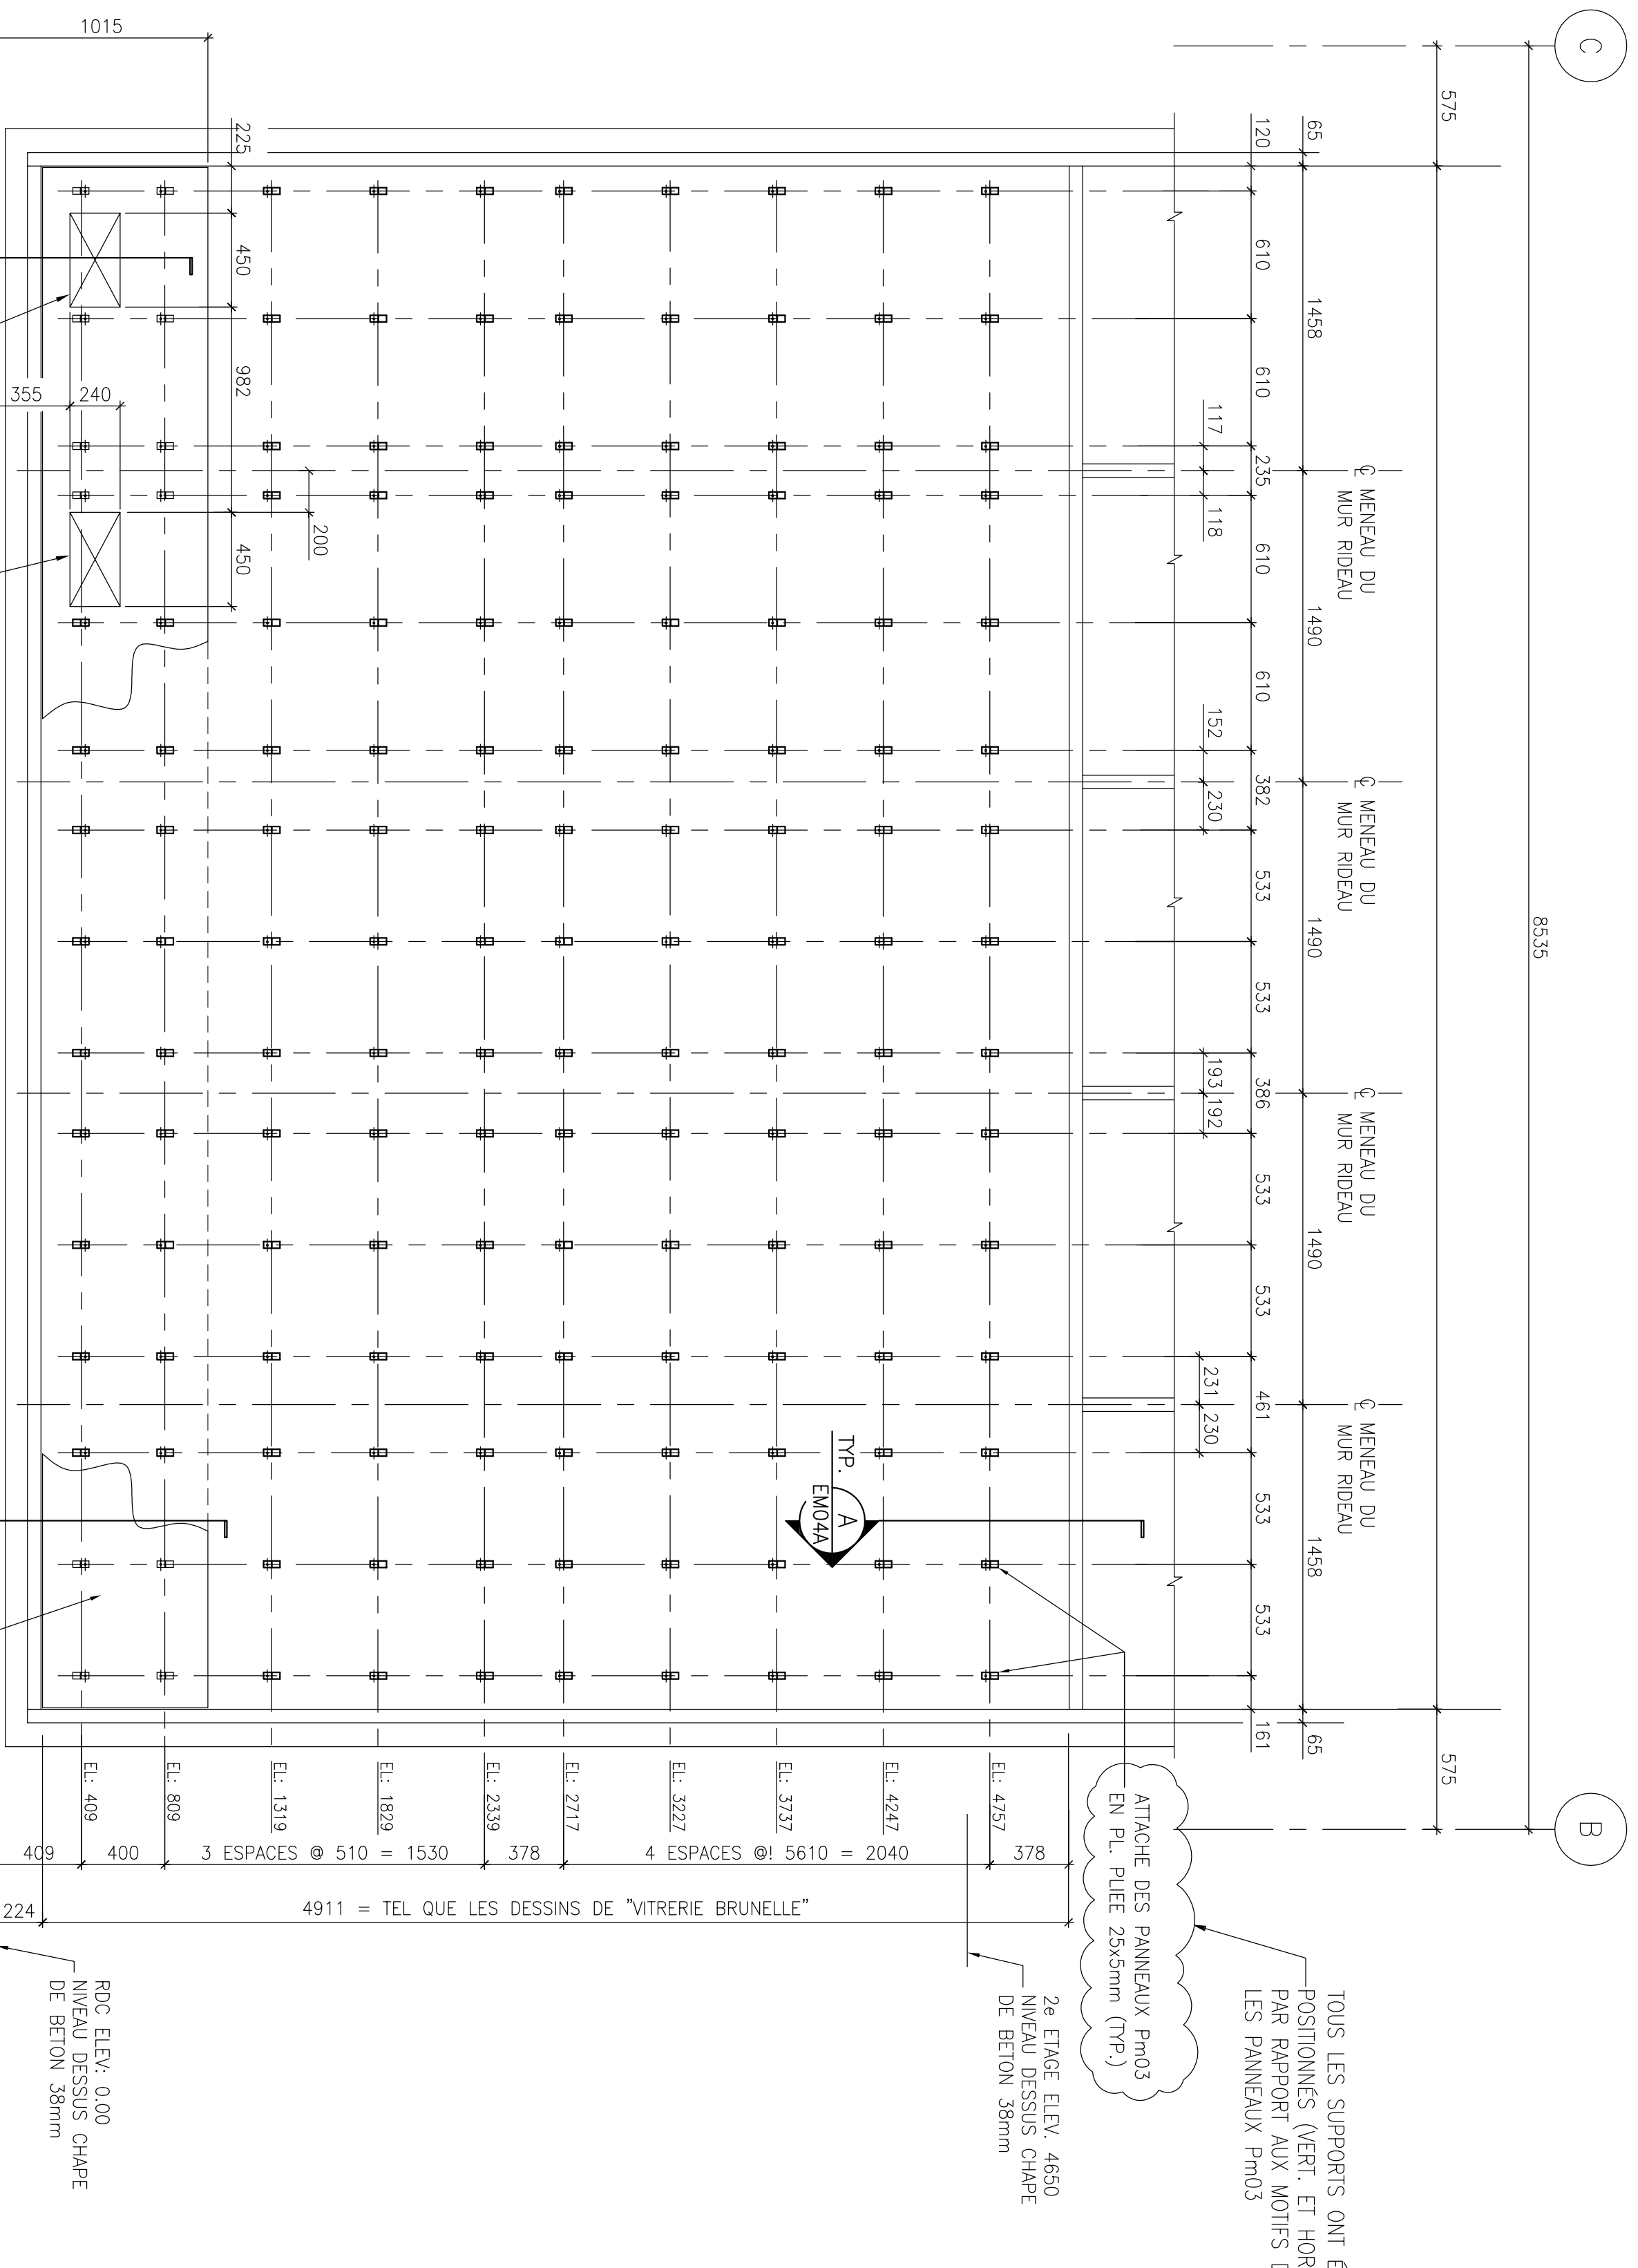 C
B
8535
575
575
65
1458
1490
1490
1490
1458
65
120
610
610
235
610
610
382
533
533
386
533
533
461
533
533
161
117
118
152
230
193
192
231
230
℄ MENEAU DU
MUR RIDEAU
℄ MENEAU DU
MUR RIDEAU
℄ MENEAU DU
MUR RIDEAU
℄ MENEAU DU
MUR RIDEAU
1015
225
450
982
450
200
355
240
TYP.
A
EM04A
EL: 409
EL: 809
EL: 1319
EL: 1829
EL: 2339
EL: 2717
EL: 3227
EL: 3737
EL: 4247
EL: 4757
409
400
3 ESPACES @ 510 = 1530
378
4 ESPACES @! 5610 = 2040
378
224
4911 = TEL QUE LES DESSINS DE "VITRERIE BRUNELLE"
ATTACHE DES PANNEAUX Pm03
EN PL. PLIEE 25x5mm (TYP.)
TOUS LES SUPPORTS ONT
POSITIONNÉS (VERT. ET HOR
PAR RAPPORT AUX MOTIFS
LES PANNEAUX Pm03
2e ETAGE ELEV. 4650
NIVEAU DESSUS CHAPE
DE BETON 38mm
RDC ELEV: 0.00
NIVEAU DESSUS CHAPE
DE BETON 38mm